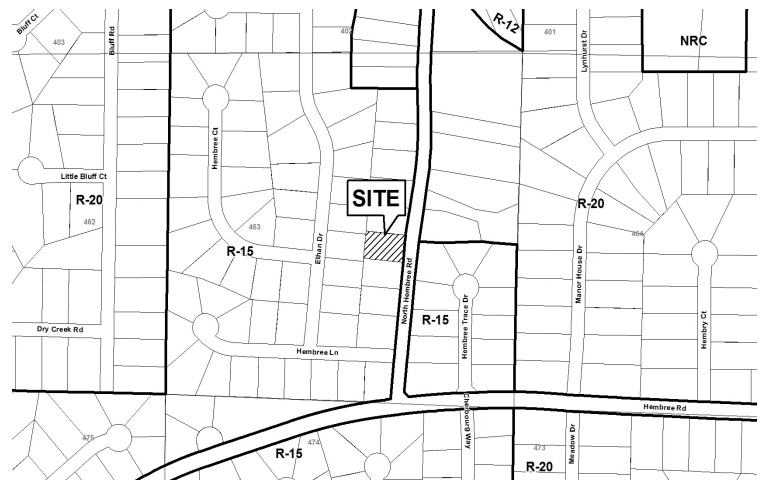 Bluff Ct
403
Bluff Rd
402
R-12
401
Lynhurst Dr
NRC
Hembree Ct
Little Bluff Ct
R-20
462
SITE
463
R-15
Ethan Dr
North Hembree Rd
R-20
464
Manor House Dr
R-15
Hembree Trace Dr
Hembry Ct
Dry Creek Rd
Hembree Ln
Hembree Rd
Cherbourg Way
475
474
R-15
473
R-20
Meadow Dr